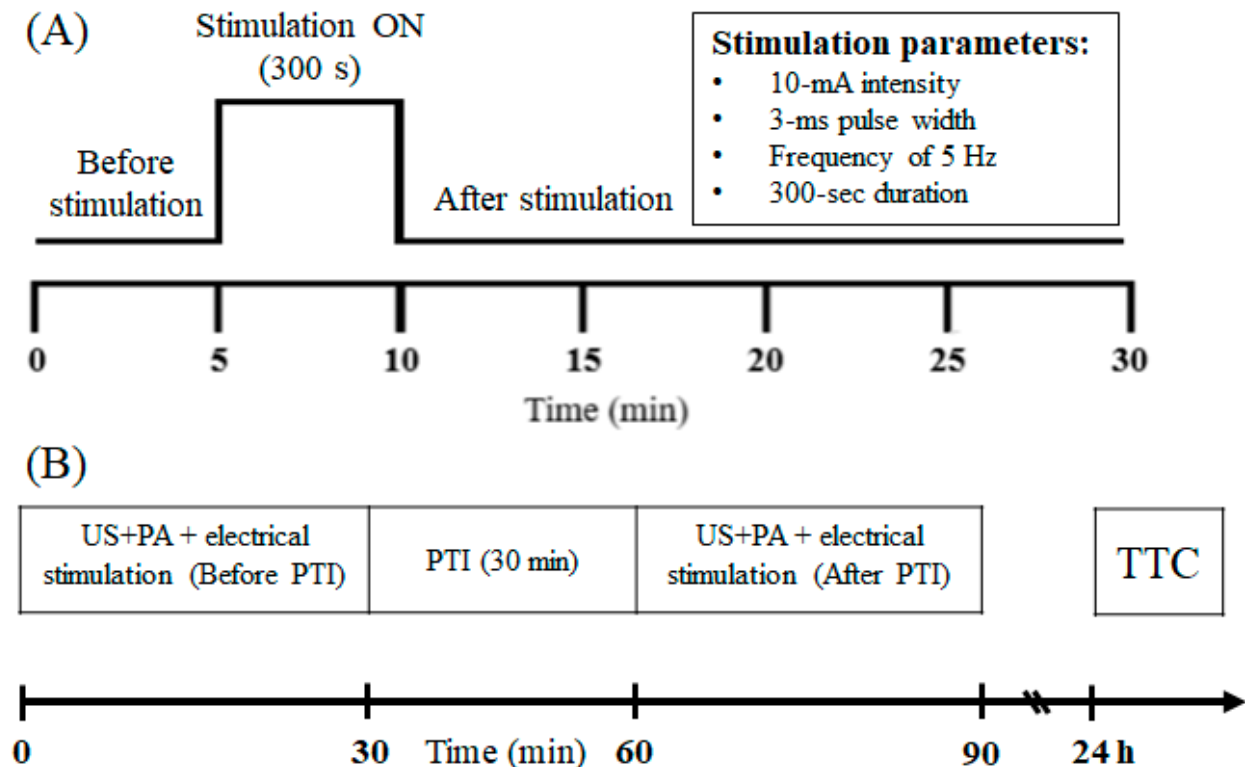 (A)
Stimulation ON
(300 s)
Before
stimulation
After stimulation
Stimulation parameters:
• 10-mA intensity
• 3-ms pulse width
• Frequency of 5 Hz
• 300-sec duration
0 5 10 15 20 25 30
Time (min)
(B)
US+PA + electrical
stimulation (Before PTI)
PTI (30 min)
US+PA + electrical
stimulation (After PTI)
TTC
0 30 Time (min) 60 90 24 h